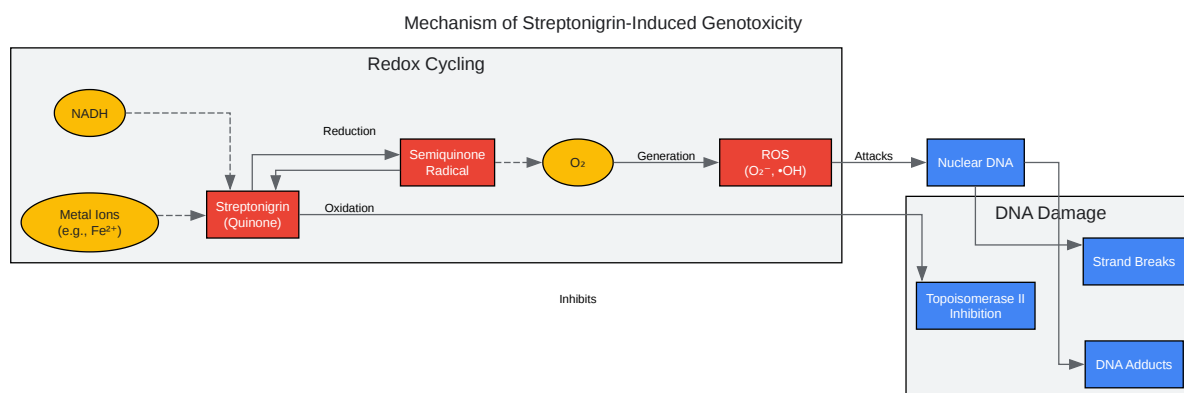 Mechanism of Streptonigrin-Induced Genotoxicity
Redox Cycling
NADH
Reduction
Semiquinone
Radical
O₂
Generation
ROS
(O₂⁻, •OH)
Attacks
Nuclear DNA
Metal Ions
(e.g., Fe²⁺)
Streptonigrin
(Quinone)
Oxidation
DNA Damage
Strand Breaks
Inhibits
Topoisomerase II
Inhibition
DNA Adducts